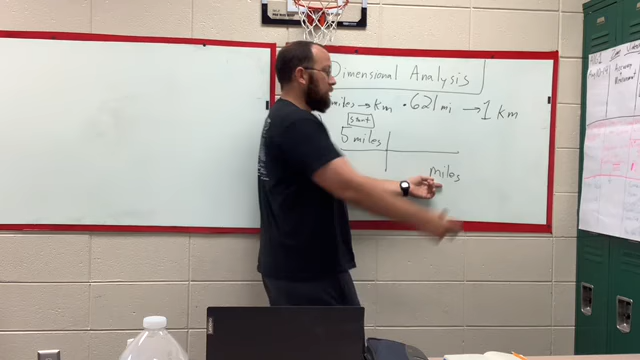 Dimensional Analysis
miles → km .621 mi → 1 km
start
5 miles
miles